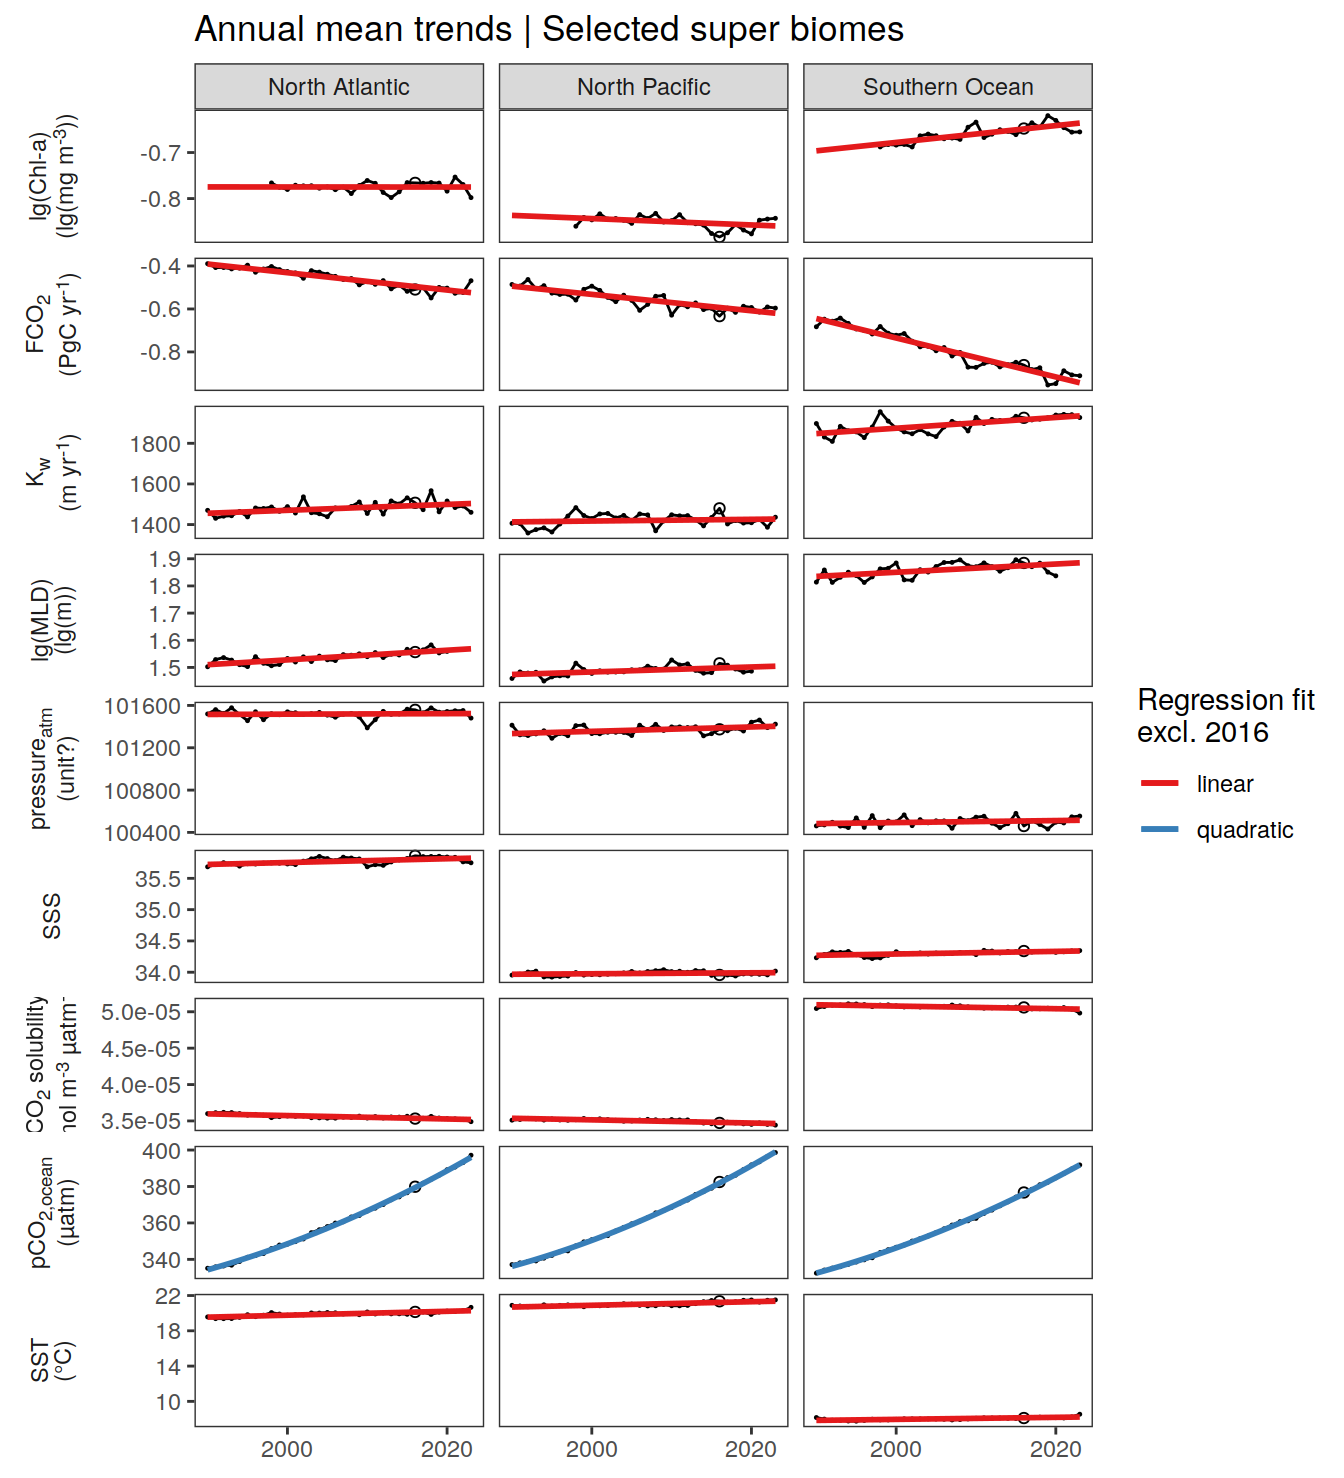 Annual mean trends | Selected super biomes
North Atlantic
North Pacific
Southern Ocean
lg(Chl-a)
(lg(mg m⁻³))
-0.7
-0.8
FCO₂
(PgC yr⁻¹)
-0.4
-0.6
-0.8
Kw
(m yr⁻¹)
1800
1600
1400
lg(MLD)
(lg(m))
1.9
1.8
1.7
1.6
1.5
pressureatm
(unit?)
101600
101200
100800
100400
SSS
35.5
35.0
34.5
34.0
CO₂ solubility
nol m⁻³ µatm⁻
5.0e-05
4.5e-05
4.0e-05
3.5e-05
pCO₂,ocean
(µatm)
400
380
360
340
SST
(°C)
22
18
14
10
2000
2020
2000
2020
2000
2020
Regression fit
excl. 2016
linear
quadratic